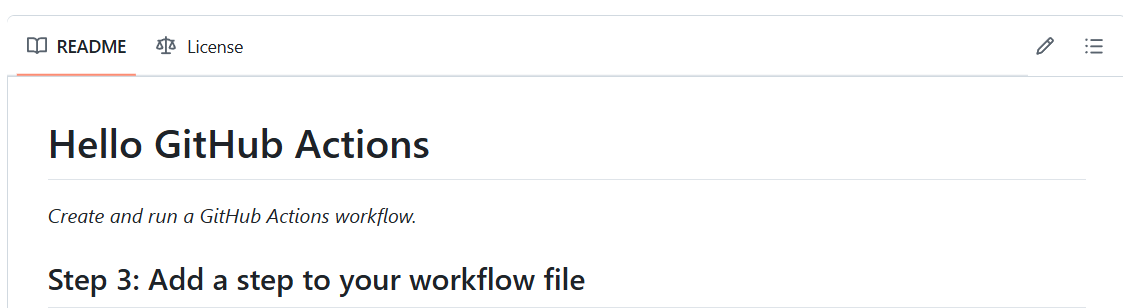 README License
Hello GitHub Actions
Create and run a GitHub Actions workflow.
Step 3: Add a step to your workflow file